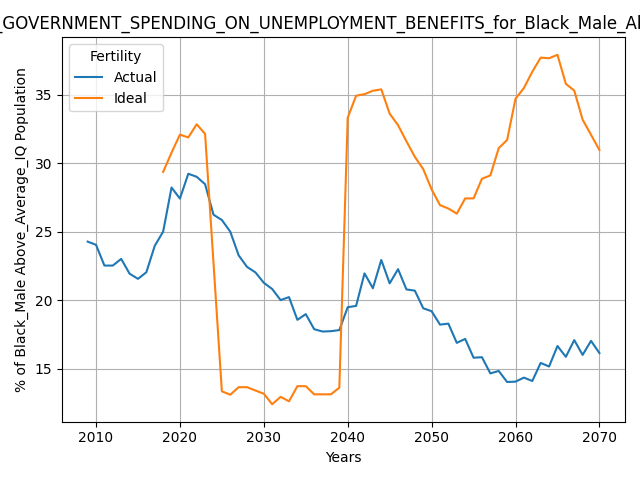 _GOVERNMENT_SPENDING_ON_UNEMPLOYMENT_BENEFITS_for_Black_Male_A
Fertility
Actual
Ideal
% of Black_Male Above_Average_IQ Population
35
30
25
20
15
2010 2020 2030 2040 2050 2060 2070
Years